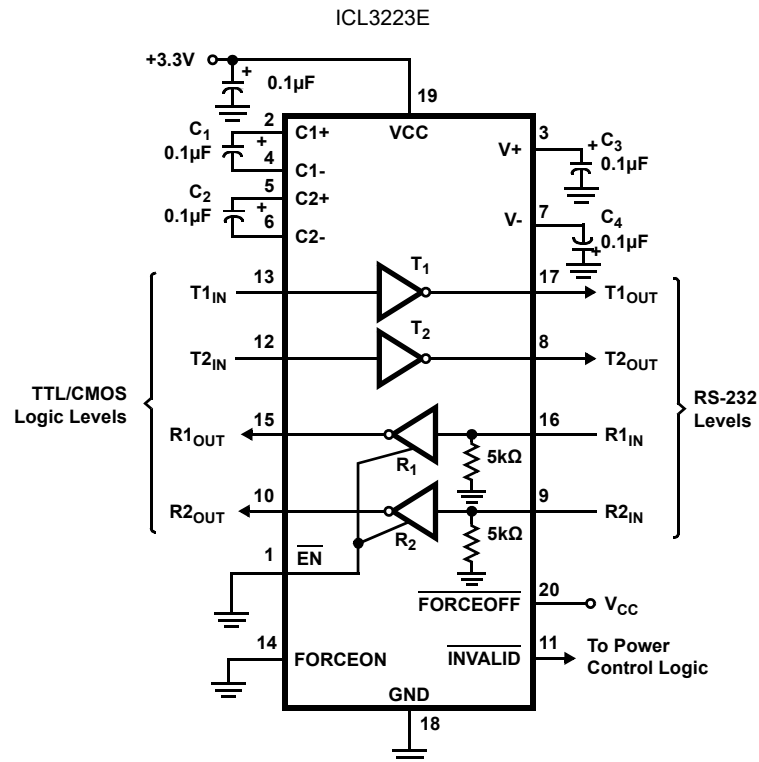 ICL3223E
+3.3V
+
0.1µF
19
VCC
C1
0.1µF
2
+
4
C1+
C1-
C2
0.1µF
5
+
6
C2+
C2-
3
V+
+
C3
0.1µF
7
V-
C4
0.1µF
+
T1
T1IN
13
17
T1OUT
T2
T2IN
12
8
T2OUT
TTL/CMOS
Logic Levels
RS-232
Levels
R1OUT
15
R1
5kΩ
16
R1IN
R2OUT
10
R2
5kΩ
9
R2IN
1
EN
20
FORCEOFF
VCC
14
FORCEON
INVALID
11
To Power
Control Logic
GND
18